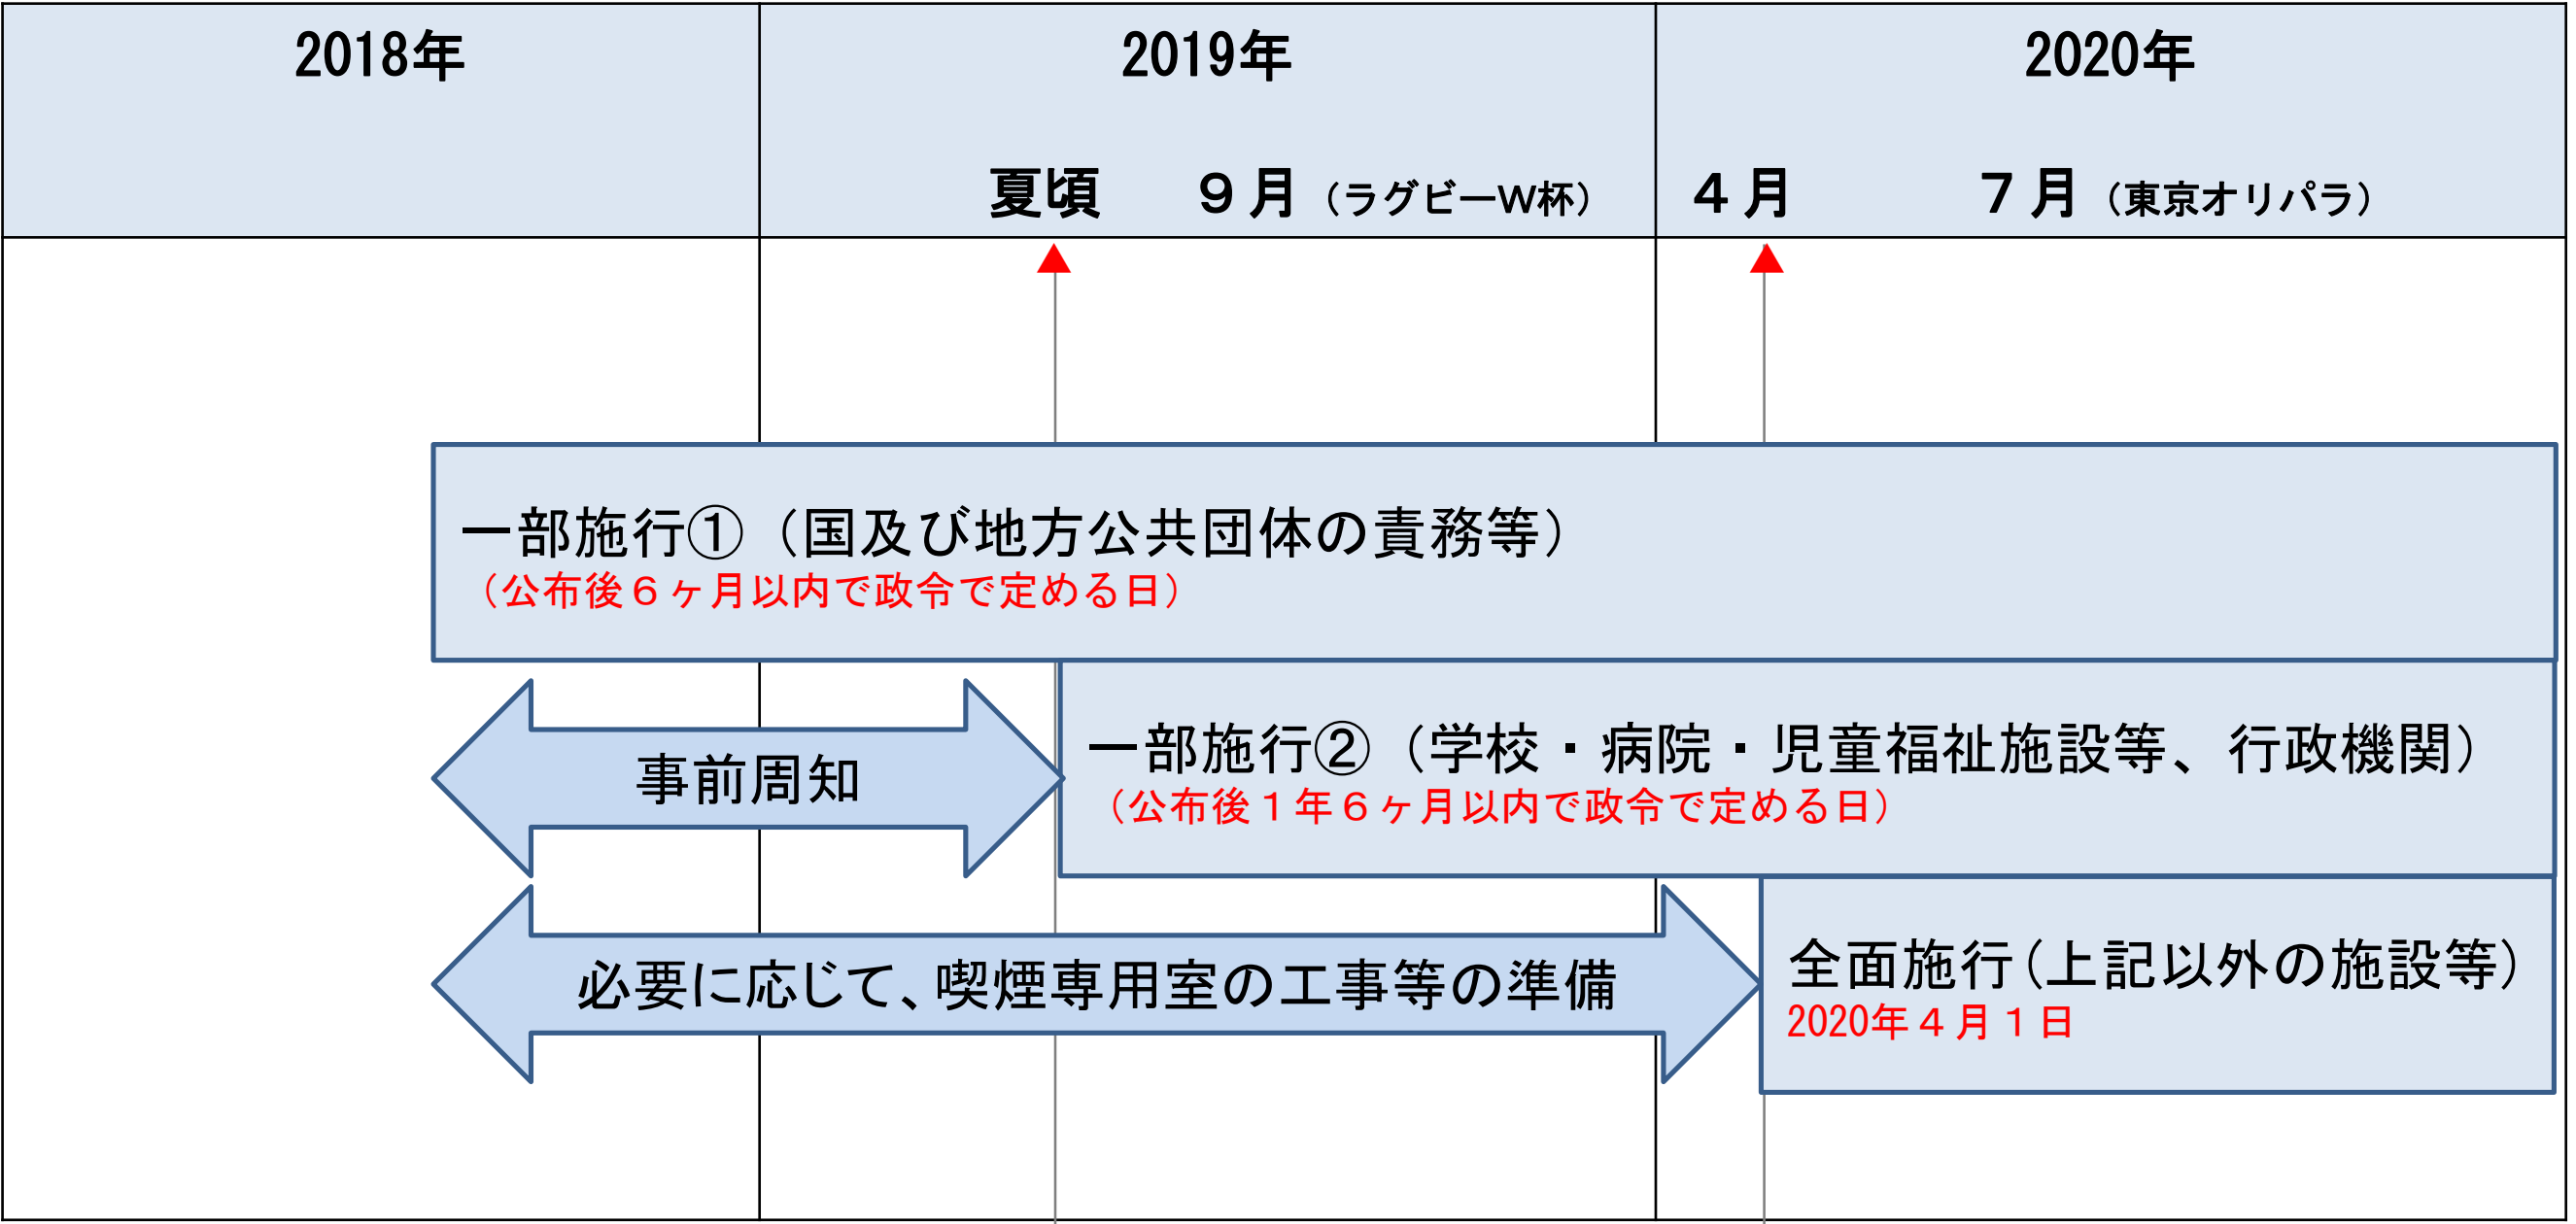 2018年
2019年
2020年
夏頃 ９月（ラグビーW杯）
４月 ７月（東京オリパラ）
一部施行①（国及び地方公共団体の責務等）
（公布後６ヶ月以内で政令で定める日）
事前周知
一部施行②（学校・病院・児童福祉施設等、行政機関）
（公布後１年６ヶ月以内で政令で定める日）
必要に応じて、喫煙専用室の工事等の準備
全面施行(上記以外の施設等)
2020年４月１日